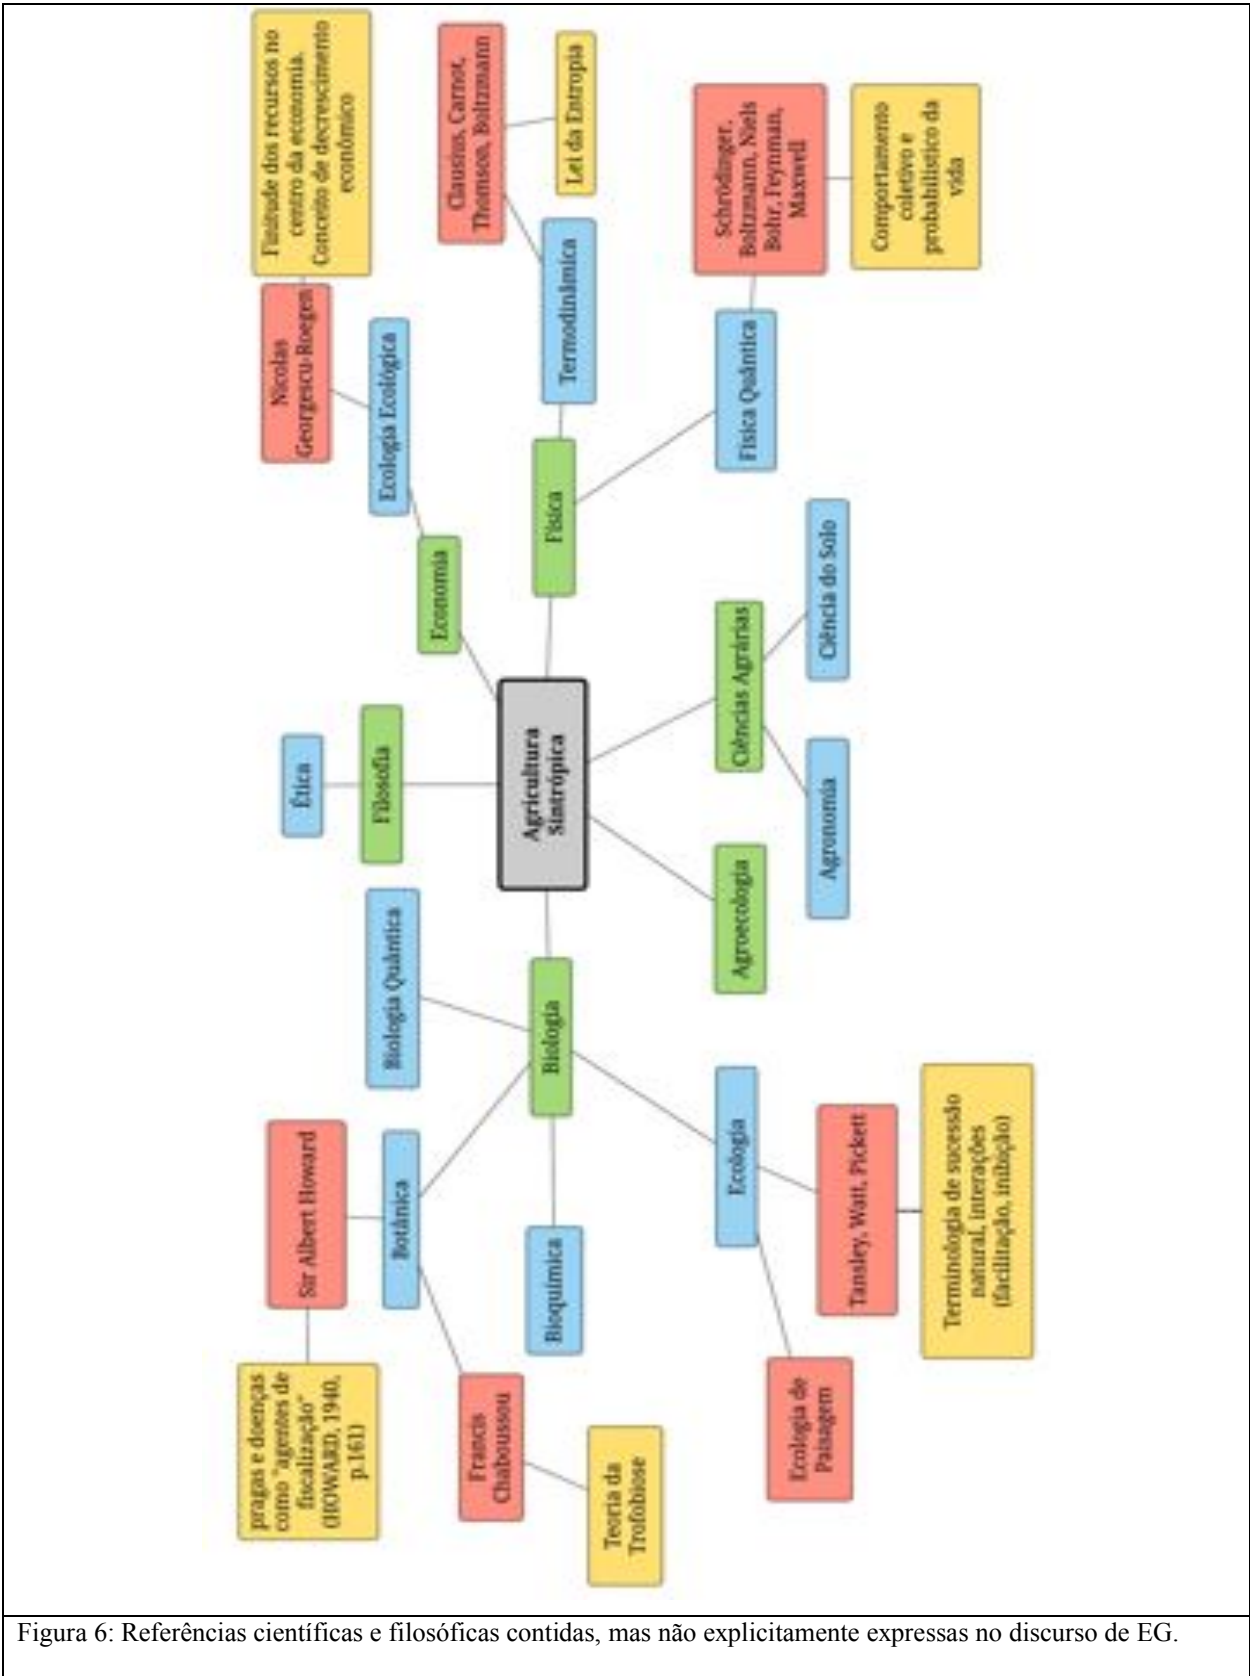 pragas e doenças
como "agentes de
fiscalização"
(HOWARD, 1940,
p.161)
Sir Albert Howard
Botânica
Francis
Chaboussou
Teoria da
Trofobiose
Bioquímica
Biologia Quântica
Biologia
Ecologia
Ecologia de
Paisagem
Tansley, Watt, Pickett
Terminologia de sucessão
natural, interações
(facilitação, inibição)
Ética
Filosofia
Agricultura
Sintrópica
Agroecologia
Ciências Agrárias
Agronomia
Ciência do Solo
Economia
Ecologia Ecológica
Nicolas
Georgescu-Roegen
Finitude dos recursos no
centro da economia.
Conceito de decrescimento
econômico
Física
Termodinâmica
Clausius, Carnot,
Thomson, Boltzmann
Lei da Entropia
Física Quântica
Schrödinger,
Boltzmann, Niels
Bohr, Feynman,
Maxwell
Comportamento
coletivo e
probabilístico da
vida
Figura 6: Referências científicas e filosóficas contidas, mas não explicitamente expressas no discurso de EG.